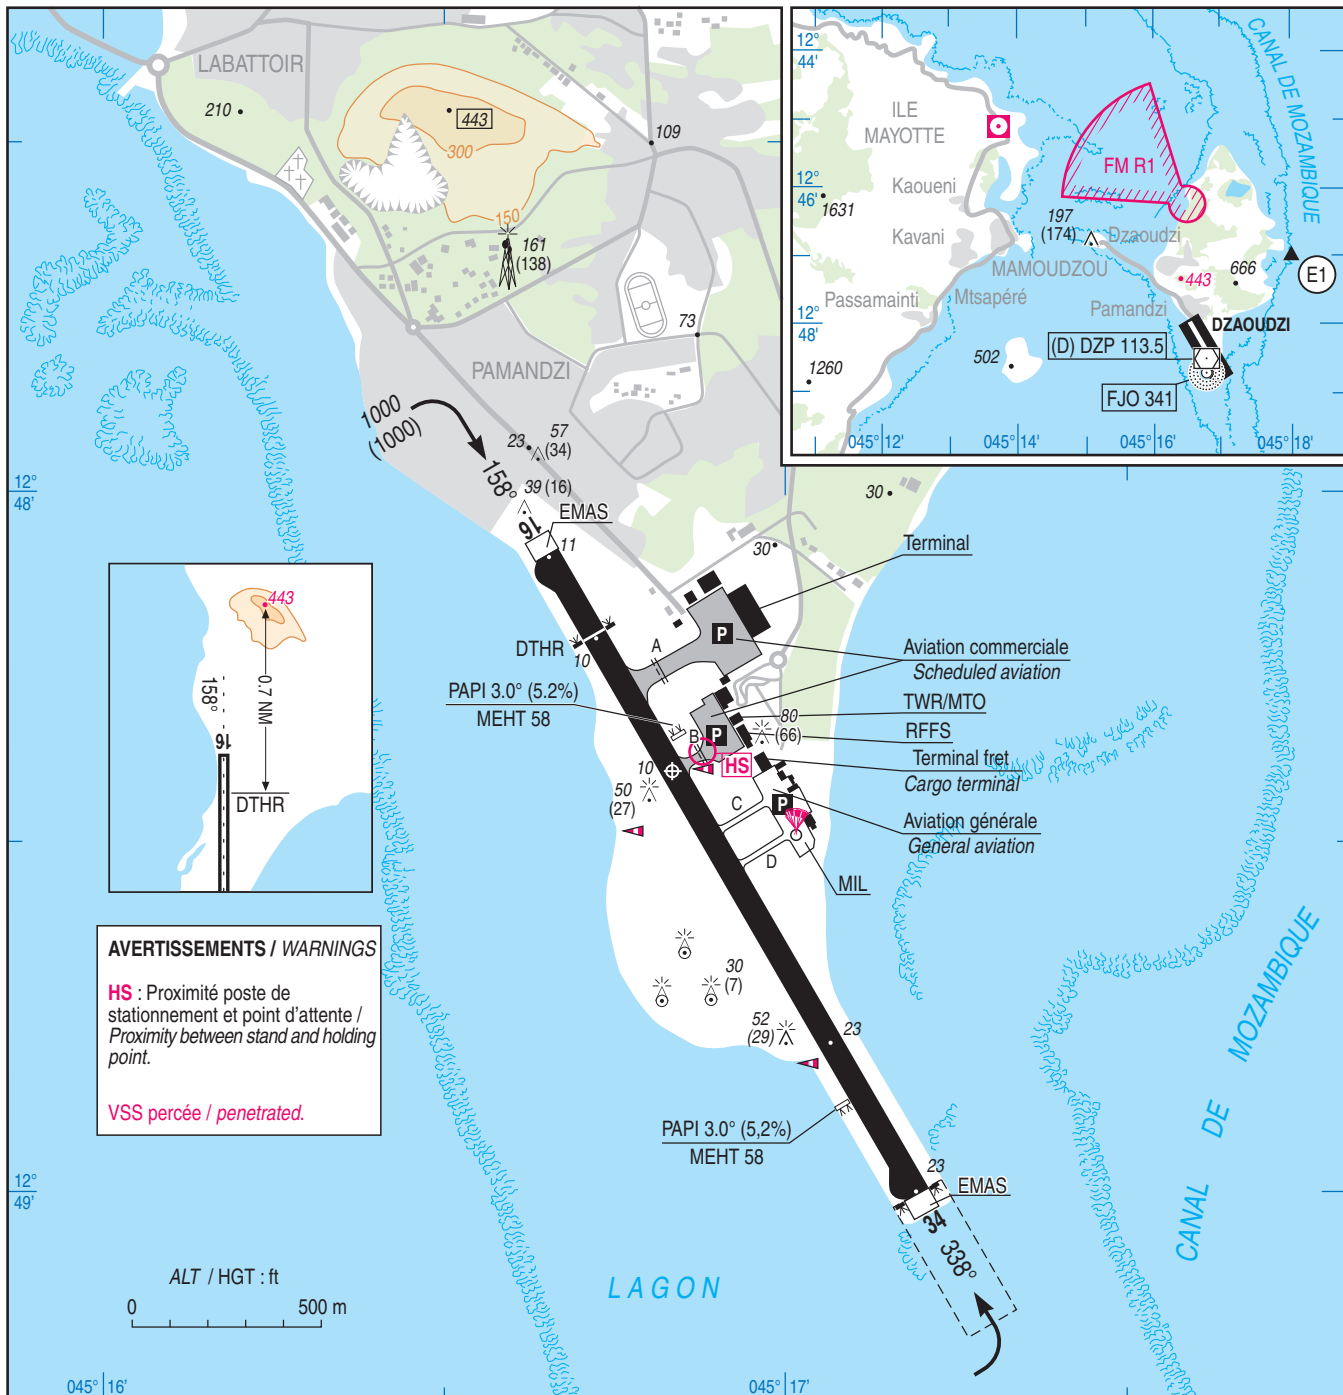 LABATTOIR
210
443
300
150
109
161
(138)
73
PAMANDZI
1000
(1000)
158°
23
57
(34)
39 (16)
16
EMAS
11
30
30
12°
48'
DTHR
10
A
P
Terminal
Aviation commerciale
Scheduled aviation
PAPI 3.0° (5.2%)
MEHT 58
TWR/MTO
80
(66)
RFFS
B
P
HS
Terminal fret
Cargo terminal
10
50
(27)
C
P
Aviation générale
General aviation
D
MIL
30
(7)
52
(29)
23
PAPI 3.0° (5,2%)
MEHT 58
23
EMAS
34
338°
12°
49'
LAGON
CANAL DE MOZAMBIQUE
ALT / HGT : ft
0
500 m
045° 16'
045° 17'
443
0.7 NM
158°
16
DTHR
AVERTISSEMENTS / WARNINGS
HS : Proximité poste de
stationnement et point d'attente /
Proximity between stand and holding
point.
VSS percée / penetrated.
12°
44'
CANAL DE MOZAMBIQUE
ILE
MAYOTTE
FM R1
12°
46'
Kaoueni
1631
197
(174)
Kavani
Dzaoudzi
MAMOUDZOU
E1
443
666
Passamainti
Mtsapéré
Pamandzi
12°
48'
DZAOUDZI
(D) DZP 113.5
502
1260
FJO 341
045° 12'
045° 14'
045° 16'
045° 18'